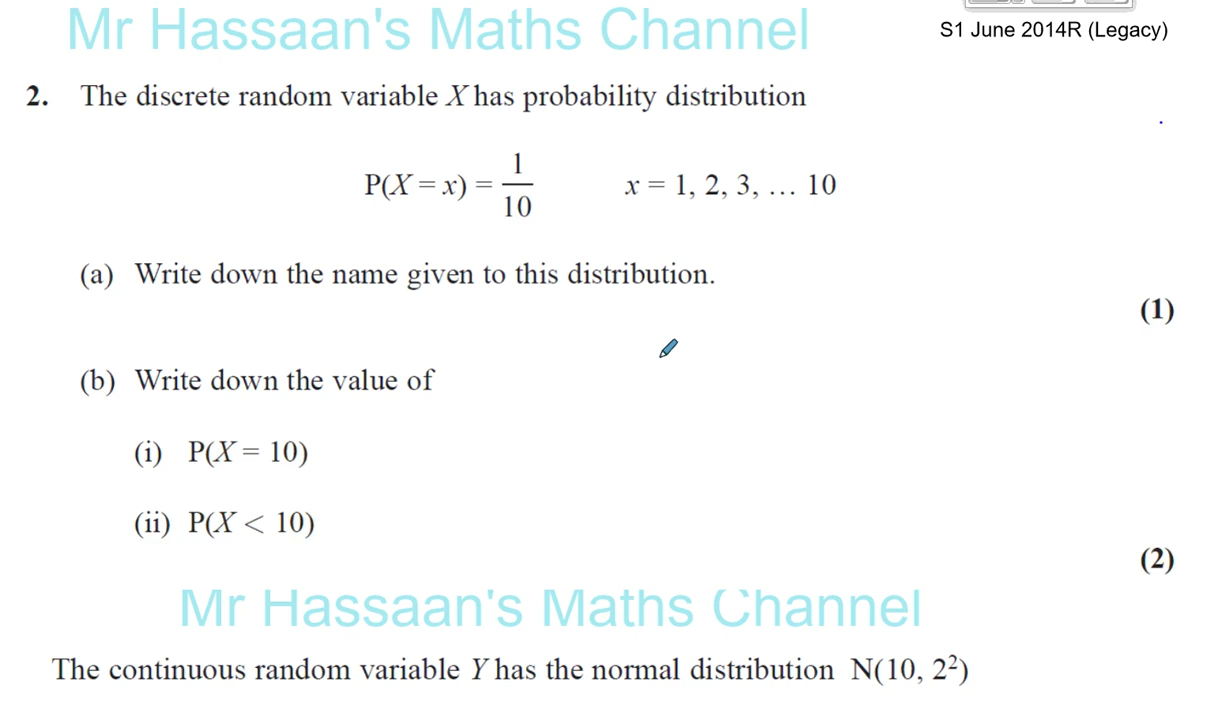 Mr Hassaan's Maths Channel
S1 June 2014R (Legacy)
2. The discrete random variable X has probability distribution
P(X = x) = 1/10 x = 1, 2, 3, … 10
(a) Write down the name given to this distribution.
(1)
(b) Write down the value of
(i) P(X = 10)
(ii) P(X < 10)
(2)
Mr Hassaan's Maths Channel
The continuous random variable Y has the normal distribution N(10, 2²)